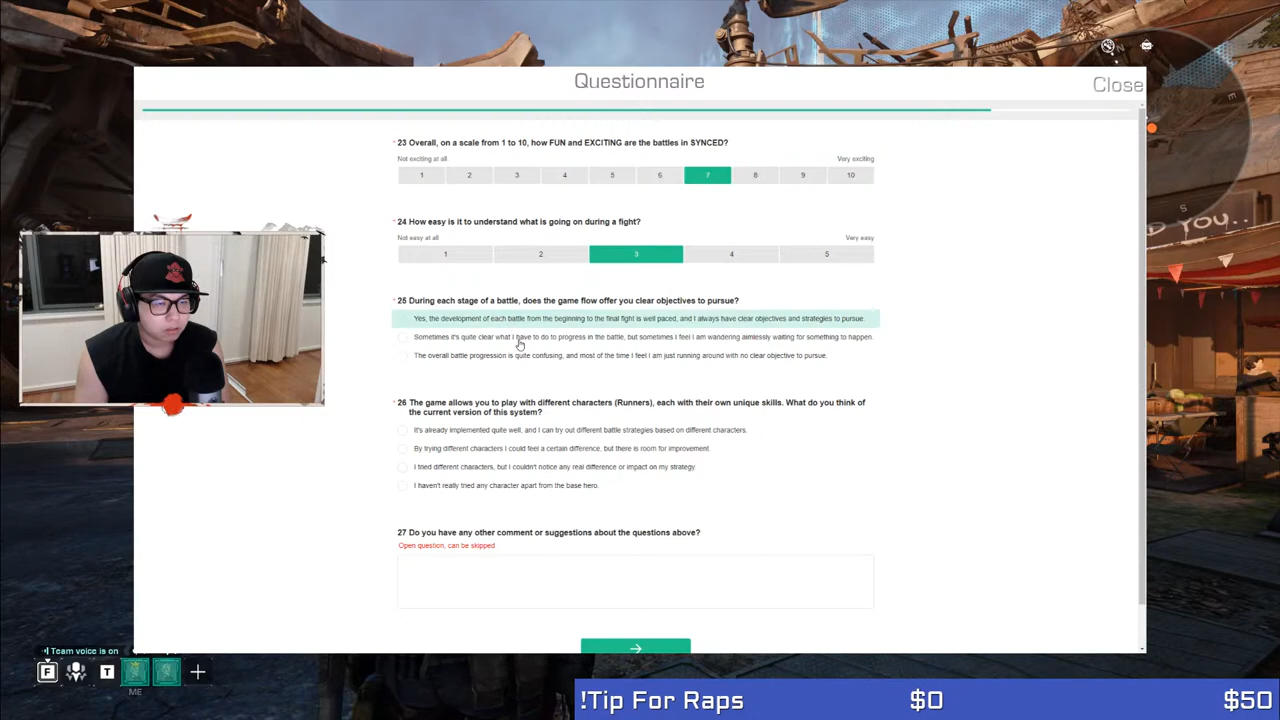 Questionnaire
Close
* 23 Overall, on a scale from 1 to 10, how FUN and EXCITING are the battles in SYNCED?
Not exciting at all
Very exciting
1 2 3 4 5 6 7 8 9 10
* 24 How easy is it to understand what is going on during a fight?
Not easy at all
Very easy
1 2 3 4 5
* 25 During each stage of a battle, does the game flow offer you clear objectives to pursue?
Yes, the development of each battle from the beginning to the final fight is well paced, and I always have clear objectives and strategies to pursue.
Sometimes it's quite clear what I have to do to progress in the battle, but sometimes I feel I am wandering aimlessly waiting for something to happen.
The overall battle progression is quite confusing, and most of the time I feel I am just running around with no clear objective to pursue.
* 26 The game allows you to play with different characters (Runners), each with their own unique skills. What do you think of
the current version of this system?
It's already implemented quite well, and I can try out different battle strategies based on different characters.
By trying different characters I could feel a certain difference, but there is room for improvement.
I tried different characters, but I couldn't notice any real difference or impact on my strategy.
I haven't really tried any character apart from the base hero.
27 Do you have any other comment or suggestions about the questions above?
Open question, can be skipped
N
E
S
D YOU..
Team voice is on
F
T
ME
!Tip For Raps $0 $50